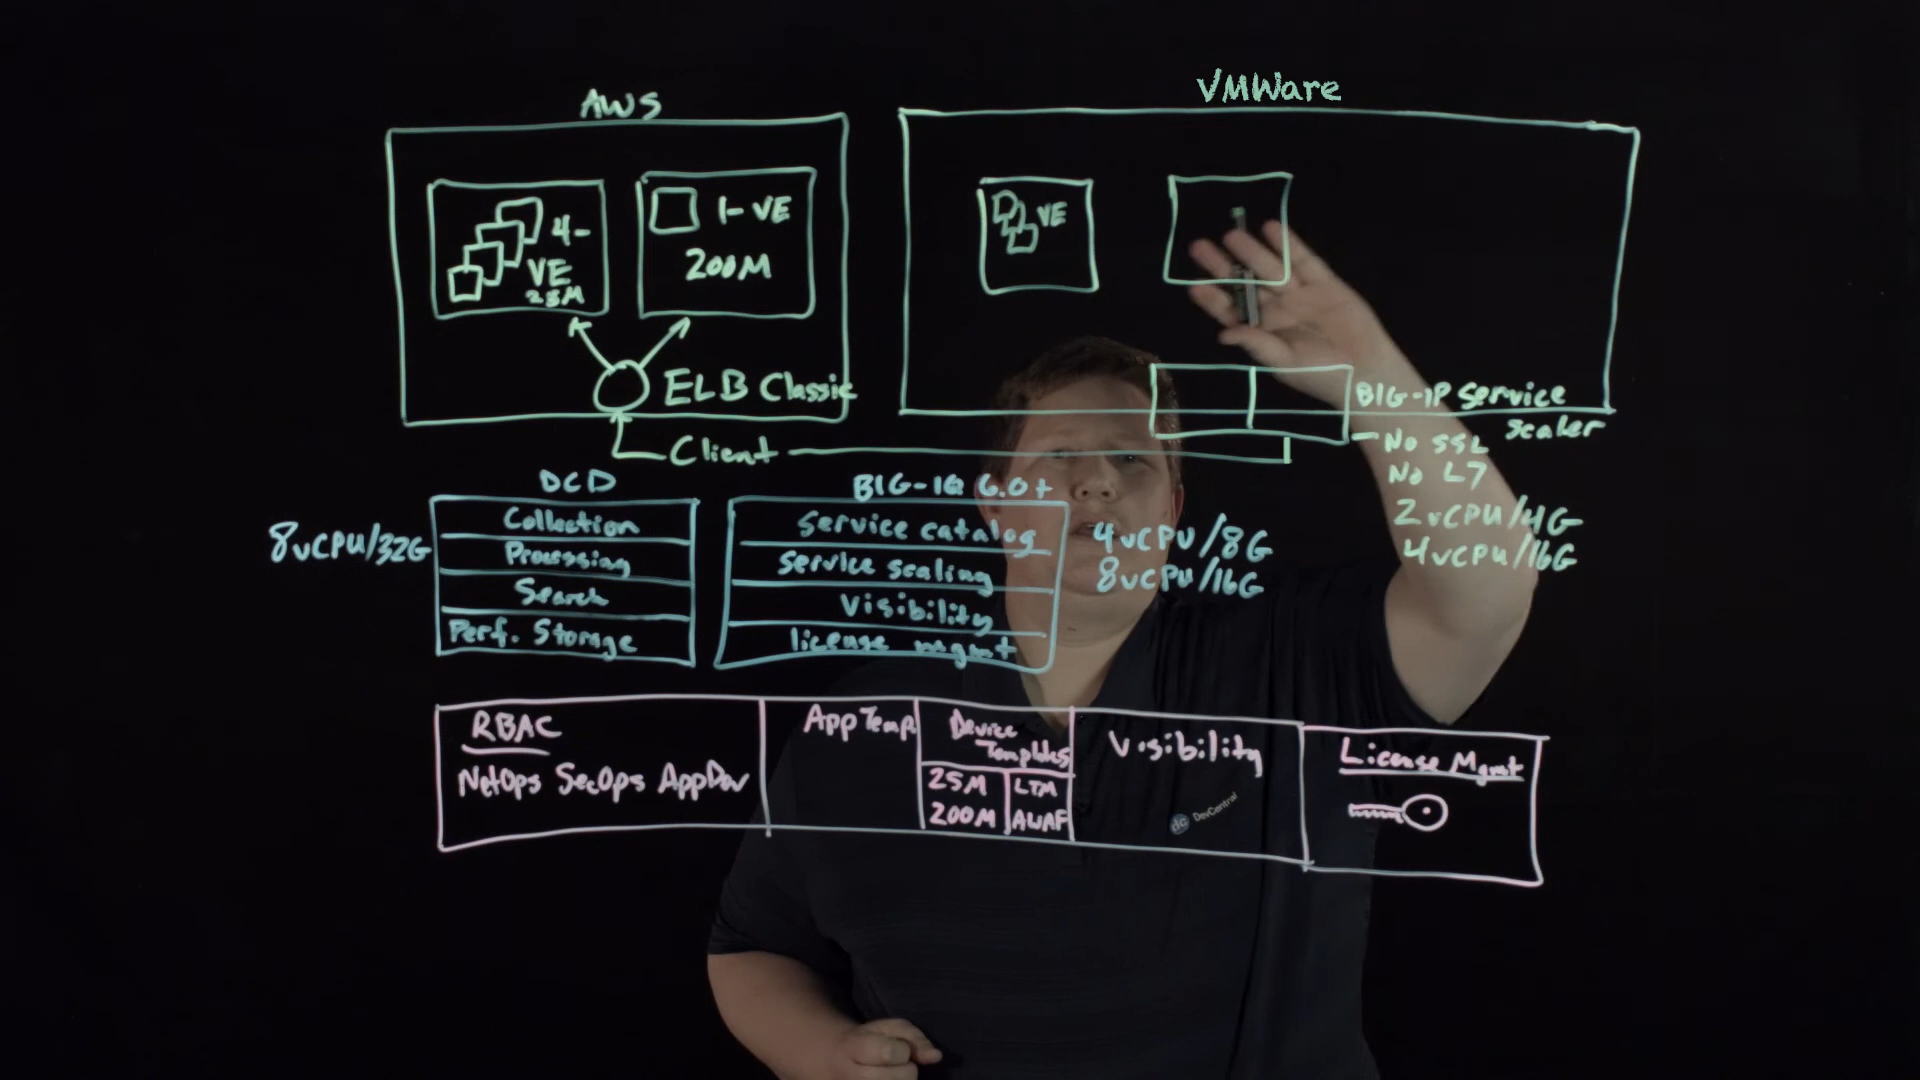 AWS
VMWare
4-
VE
25M
1-VE
200M
VE
ELB Classic
BIG-IP Service
Scaler
Client
- No SSL
No L7
2vCPU/4G
4vCPU/16G
DCD
BIG-IQ 6.0+
8vCPU/32G
Collection
Processing
Search
Perf. Storage
Service catalog
Service scaling
Visibility
license mgmt
4vCPU/8G
8vCPU/16G
RBAC
NetOps SecOps AppDev
App Temp
Device
Templates
25M
200M
LTM
AWAF
Visibility
License Mgmt
dc DevCentral